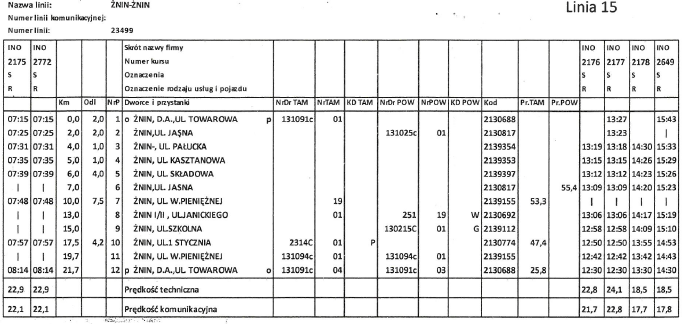 Nazwa linii: ŻNIN-ŻNIN Linia 15
Numer linii komunikacyjnej:
Numer linii: 23499
INO INO Skrót nazwy firmy INO INO INO INO
2175 2772 Numer kursu 2176 2177 2178 2649
S S Oznaczenia S S S S
R R Oznaczenie rodzaju usług i pojazdu R R R R
Km Odl NrP Dworce i przystanki NrDr TAM NrTAM KD TAM NrDr POW NrPOW KD POW Kod Pr.TAM Pr.POW
07:15 07:15 0,0 2,0 1 o ŻNIN, D.A.,UL. TOWAROWA p 131091c 01 2130688 13:27 15:43
07:25 07:25 2,0 2,0 2 ŻNIN,UL. JASNA 131025c 01 2130817 13:23 |
07:31 07:31 4,0 1,0 3 ŻNIN-, UL. PAŁUCKA 2139354 13:19 13:18 14:30 15:33
07:35 07:35 5,0 1,0 4 ŻNIN, UL. KASZTANOWA 2139353 13:15 13:15 14:26 15:29
07:39 07:39 6,0 4,0 5 ŻNIN, UL. SKŁADOWA 2139397 13:12 13:12 14:23 15:26
| | 7,0 6 ŻNIN,UL. JASNA 2130817 55,4 13:09 13:09 14:20 15:23
07:48 07:48 10,0 7,5 7 ŻNIN, UL. W.PIENIĘŻNEJ 19 2139155 53,3 | | | |
| | 13,0 8 ŻNIN I/II , UL.JANICKIEGO 01 251 19 W 2130692 13:06 13:06 14:17 15:19
| | 15,0 9 ŻNIN, UL.SZKOLNA 130215C 01 G 2139112 12:58 12:58 14:09 15:10
07:57 07:57 17,5 4,2 10 ŻNIN, UL.1 STYCZNIA 2314C 01 P 2130774 47,4 12:50 12:50 13:55 14:53
| | 19,7 11 ŻNIN, UL. W.PIENIĘŻNEJ 131094c 01 131094c 01 2139155 12:42 12:42 13:45 14:43
08:14 08:14 21,7 12 p ŻNIN, D.A.,UL. TOWAROWA o 131091c 04 131091c 03 2130688 25,8 12:30 12:30 13:30 14:30
22,9 22,9 Prędkość techniczna 22,8 24,1 18,5 18,5
22,1 22,1 Prędkość komunikacyjna 21,7 22,8 17,7 17,8